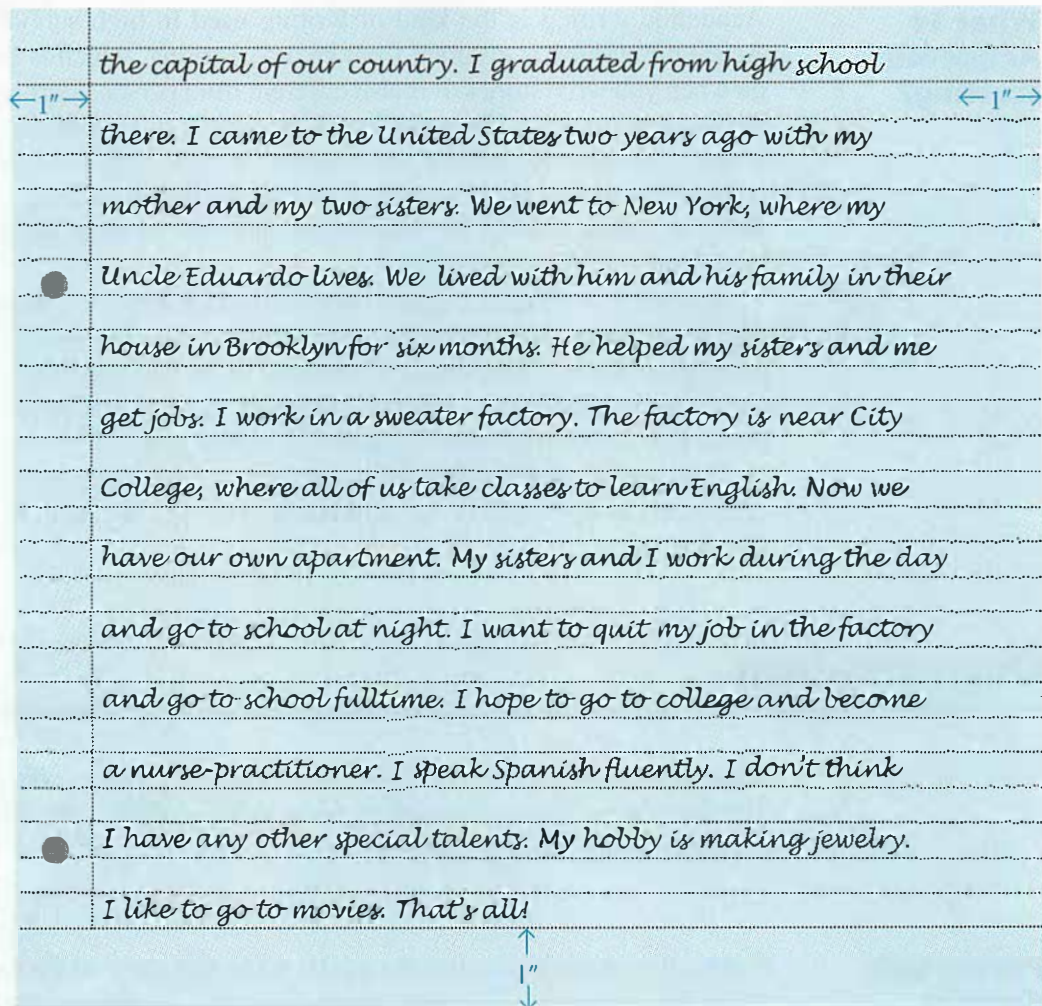 the capital of our country. I graduated from high school
←1"→ ←1"→
there. I came to the United States two years ago with my
mother and my two sisters. We went to New York, where my
Uncle Eduardo lives. We lived with him and his family in their
house in Brooklyn for six months. He helped my sisters and me
get jobs. I work in a sweater factory. The factory is near City
College, where all of us take classes to learn English. Now we
have our own apartment. My sisters and I work during the day
and go to school at night. I want to quit my job in the factory
and go to school fulltime. I hope to go to college and become
a nurse-practitioner. I speak Spanish fluently. I don't think
I have any other special talents. My hobby is making jewelry.
I like to go to movies. That's all!
1"